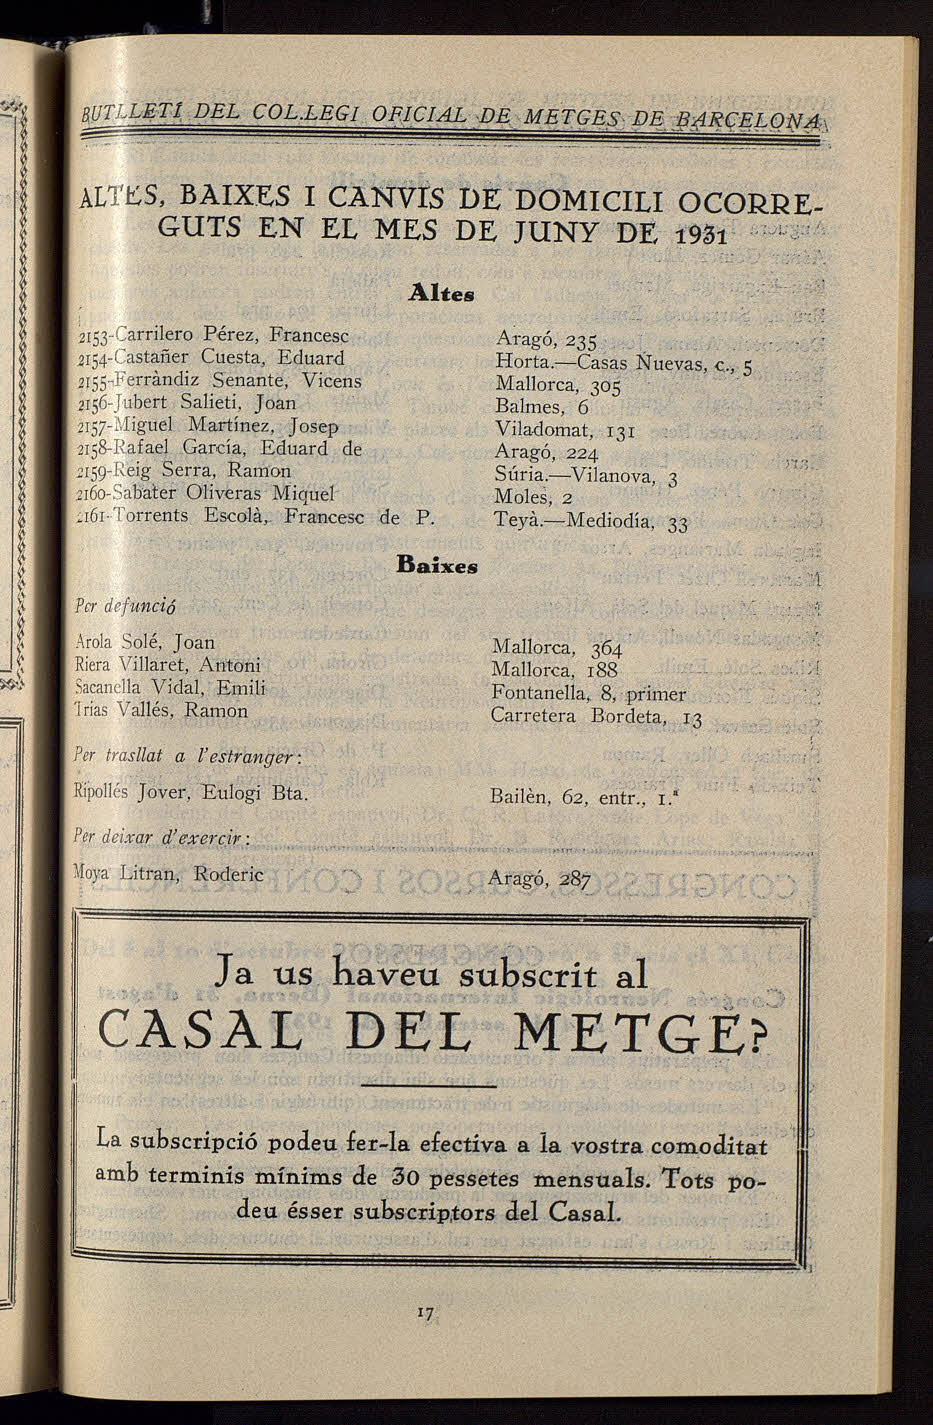 BUTLLETÍ DEL COL.LEGI OFICIAL DE METGES DE BARCELONA
ALTES, BAIXES I CANVIS DE DOMICILI OCORRE-
GUTS EN EL MES DE JUNY DE 1931
Altes
2153-Carrilero Pérez, Francesc Aragó, 235
2154-Castañer Cuesta, Eduard Horta.—Casas Nuevas, c., 5
2155-Ferràndiz Senante, Vicens Mallorca, 305
2156-Jubert Salieti, Joan Balmes, 6
2157-Miguel Martínez, Josep Viladomat, 131
2158-Rafael García, Eduard de Aragó, 224
2159-Reig Serra, Ramon Súria.—Vilanova, 3
2160-Sabater Oliveras Miquel Moles, 2
2161-Torrents Escolà, Francesc de P. Teyà.—Mediodía, 33
Baixes
Per defunció
Arola Solé, Joan Mallorca, 364
Riera Villaret, Antoni Mallorca, 188
Sacanella Vidal, Emili Fontanella, 8, primer
Trias Vallés, Ramon Carretera Bordeta, 13
Per trasllat a l'estranger:
Ripollés Jover, Eulogi Bta. Bailèn, 62, entr., 1.ª
Per deixar d'exercir:
Moya Litran, Roderic Aragó, 287
Ja us haveu subscrit al
CASAL DEL METGE?
La subscripció podeu fer-la efectiva a la vostra comoditat
amb terminis mínims de 30 pessetes mensuals. Tots po-
deu ésser subscriptors del Casal.
17